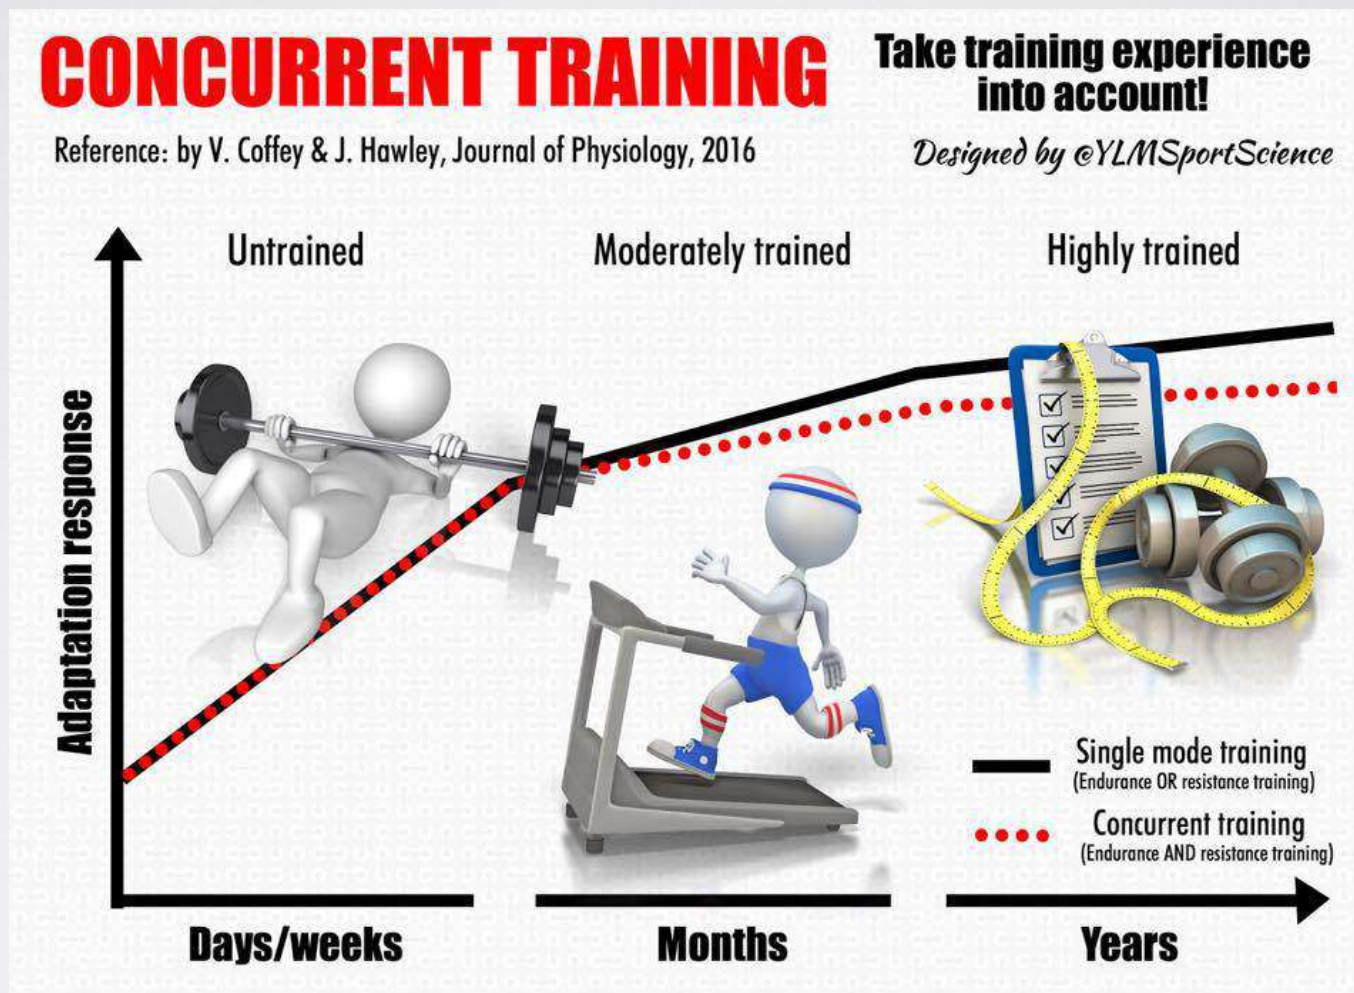 CONCURRENT TRAINING
Take training experience
into account!
Reference: by V. Coffey & J. Hawley, Journal of Physiology, 2016
Designed by @YLMSportScience
Untrained
Moderately trained
Highly trained
Adaptation response
Single mode training
(Endurance OR resistance training)
Concurrent training
(Endurance AND resistance training)
Days/weeks
Months
Years